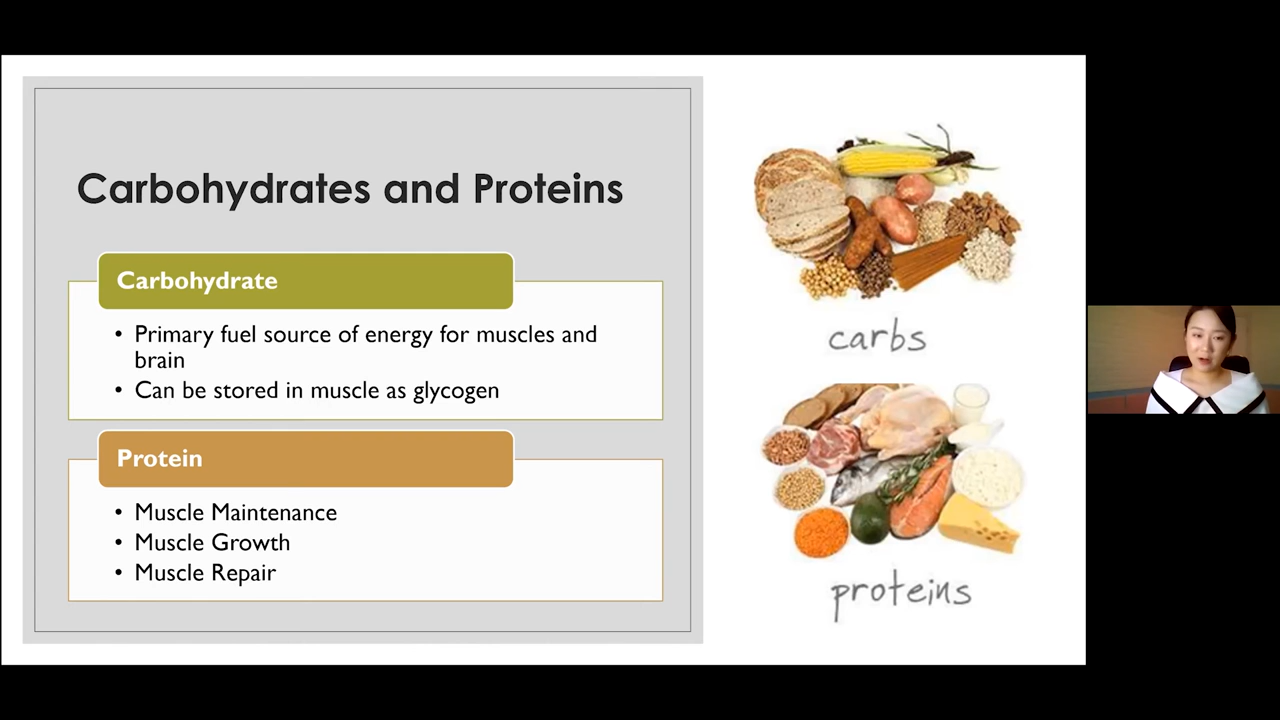 Carbohydrates and Proteins
Carbohydrate
• Primary fuel source of energy for muscles and
brain
• Can be stored in muscle as glycogen
Protein
• Muscle Maintenance
• Muscle Growth
• Muscle Repair
carbs
proteins